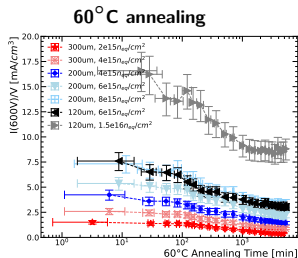 60°C annealing
I(600V)/V [mA/cm³]
20.0
17.5
15.0
12.5
10.0
7.5
5.0
2.5
0.0
300um, 2e15n_eq/cm²
300um, 4e15n_eq/cm²
200um, 4e15n_eq/cm²
200um, 6e15n_eq/cm²
200um, 8e15n_eq/cm²
120um, 6e15n_eq/cm²
120um, 1.5e16n_eq/cm²
10⁰ 10¹ 10² 10³
60°C Annealing Time [min]